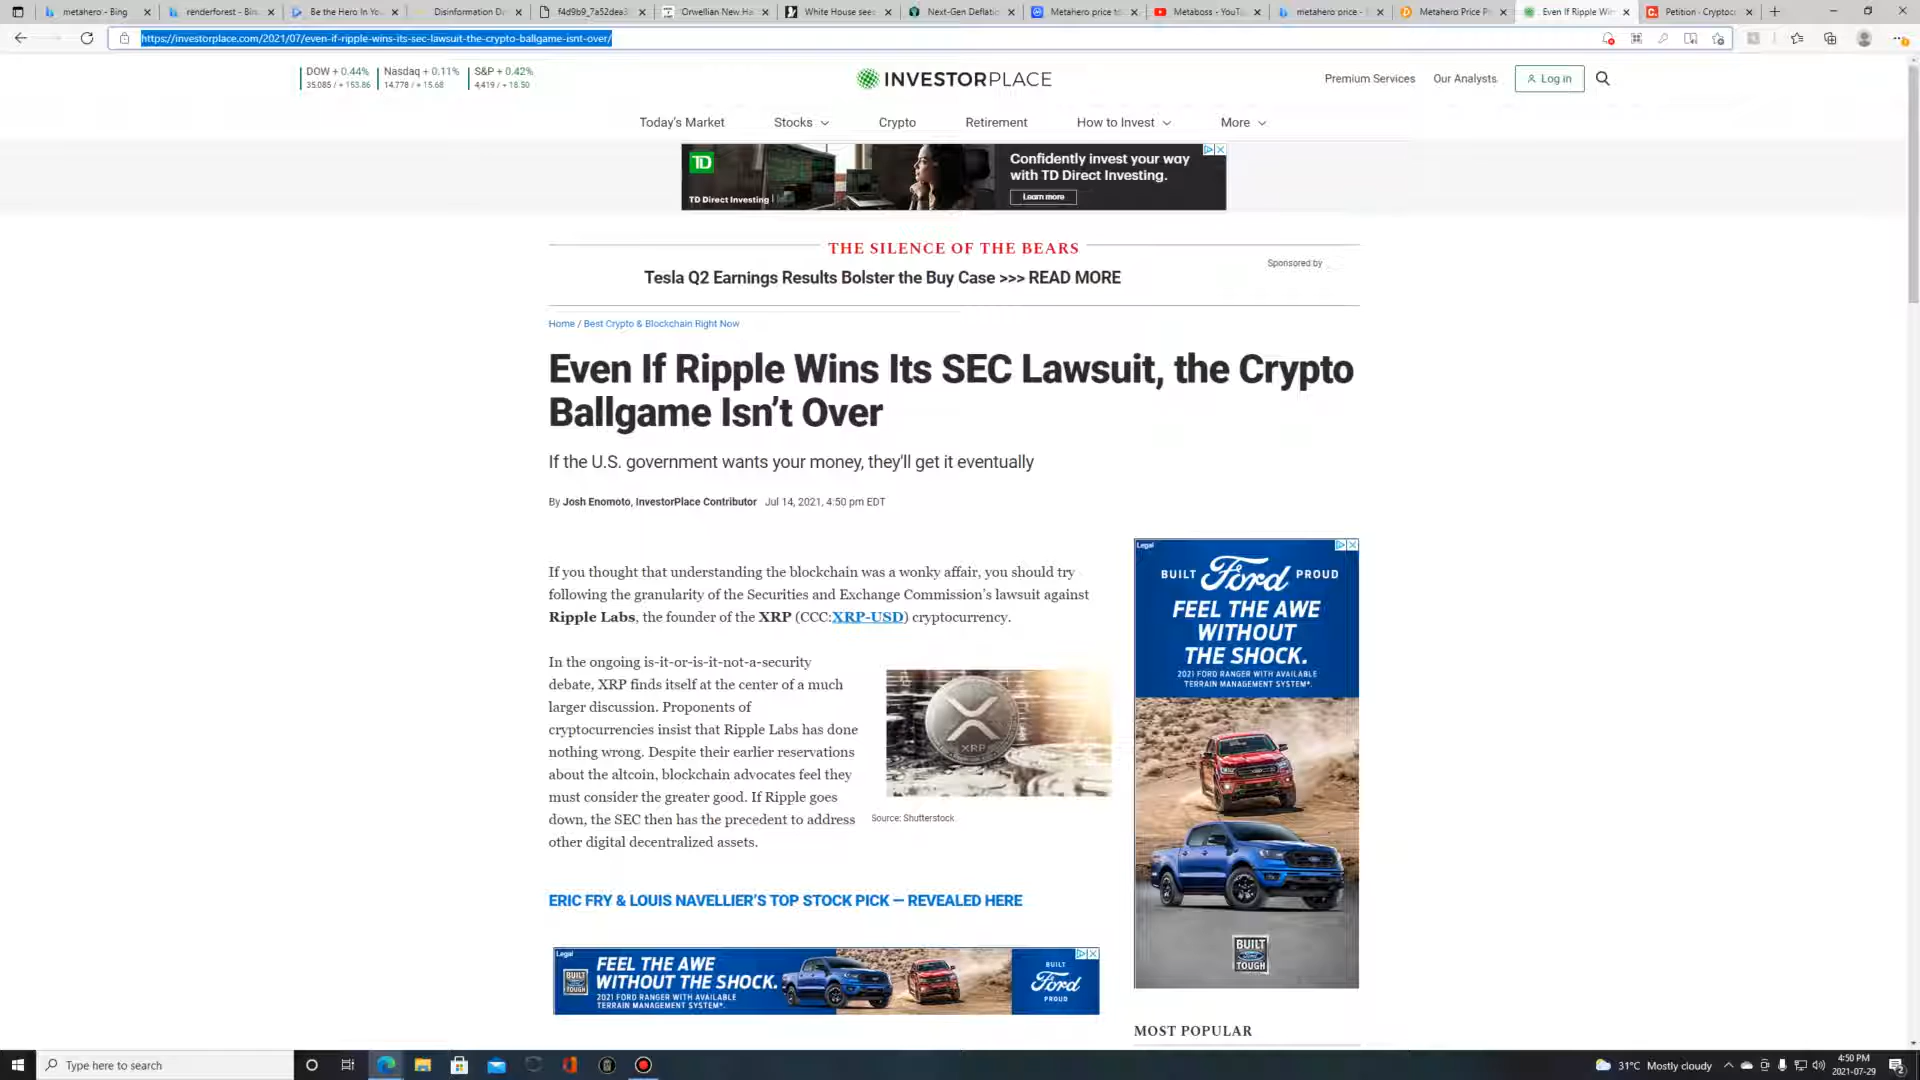 metahero - Bing
renderforest - Bin
Be the Hero In Yo
Disinformation D
f4d9b9_7a52dea3
Orwellian New Ha
White House see
Next-Gen Deflatio
Metahero price to
Metaboss - YouT
metahero price -
Metahero Price P
Even If Ripple Win
Petition - Cryptoc
https://investorplace.com/2021/07/even-if-ripple-wins-its-sec-lawsuit-the-crypto-ballgame-isnt-over/
DOW + 0.44% Nasdaq + 0.11% S&P + 0.42%
35,085 / + 153.86 14,778 / + 15.68 4,419 / + 18.50
INVESTORPLACE
Premium Services Our Analysts Log in
Today's Market Stocks Crypto Retirement How to Invest More
TD
TD Direct Investing
Confidently invest your way
with TD Direct Investing.
Learn more
THE SILENCE OF THE BEARS
Sponsored by
Tesla Q2 Earnings Results Bolster the Buy Case >>> READ MORE
Home / Best Crypto & Blockchain Right Now
Even If Ripple Wins Its SEC Lawsuit, the Crypto
Ballgame Isn't Over
If the U.S. government wants your money, they'll get it eventually
By Josh Enomoto, InvestorPlace Contributor Jul 14, 2021, 4:50 pm EDT
If you thought that understanding the blockchain was a wonky affair, you should try
following the granularity of the Securities and Exchange Commission's lawsuit against
Ripple Labs, the founder of the XRP (CCC:XRP-USD) cryptocurrency.
In the ongoing is-it-or-is-it-not-a-security
debate, XRP finds itself at the center of a much
larger discussion. Proponents of
cryptocurrencies insist that Ripple Labs has done
nothing wrong. Despite their earlier reservations
about the altcoin, blockchain advocates feel they
must consider the greater good. If Ripple goes
down, the SEC then has the precedent to address
other digital decentralized assets.
XRP
Source: Shutterstock
ERIC FRY & LOUIS NAVELLIER'S TOP STOCK PICK — REVEALED HERE
Legal
BUILT Ford PROUD
FEEL THE AWE
WITHOUT
THE SHOCK.
2021 FORD RANGER WITH AVAILABLE
TERRAIN MANAGEMENT SYSTEM*.
BUILT
Ford
TOUGH
Legal
BUILT
Ford
TOUGH
FEEL THE AWE
WITHOUT THE SHOCK.
2021 FORD RANGER WITH AVAILABLE
TERRAIN MANAGEMENT SYSTEM*.
BUILT
Ford
PROUD
MOST POPULAR
Type here to search
31°C Mostly cloudy
4:50 PM
2021-07-29
2